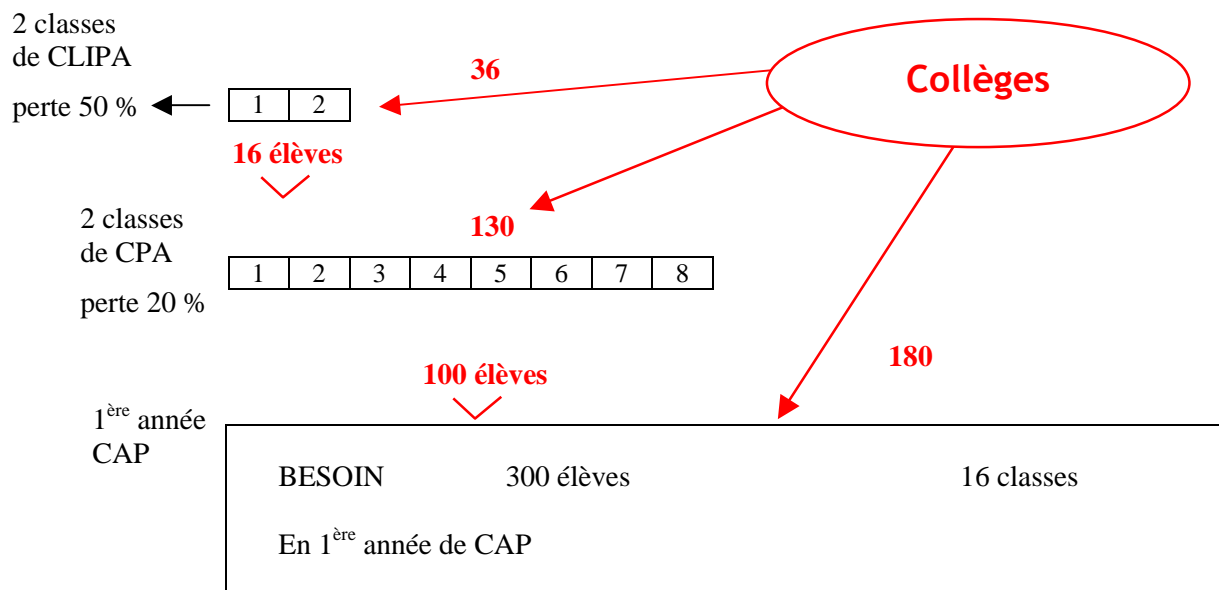 2 classes
de CLIPA
perte 50 %
1 2
36
Collèges
16 élèves
2 classes
de CPA
perte 20 %
130
1 2 3 4 5 6 7 8
180
100 élèves
1ère année
CAP
BESOIN 300 élèves 16 classes
En 1ère année de CAP